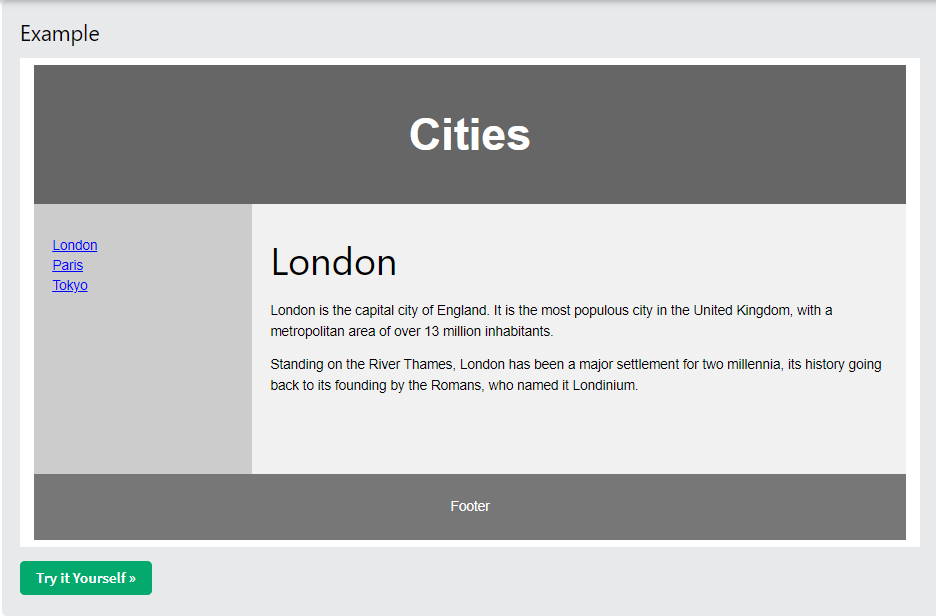 Example
Cities
London
Paris
Tokyo
London
London is the capital city of England. It is the most populous city in the United Kingdom, with a
metropolitan area of over 13 million inhabitants.
Standing on the River Thames, London has been a major settlement for two millennia, its history going
back to its founding by the Romans, who named it Londinium.
Footer
Try it Yourself »